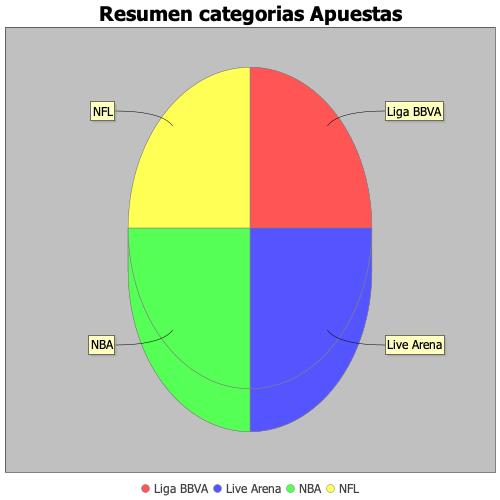 Resumen categorias Apuestas
NFL
Liga BBVA
NBA
Live Arena
Liga BBVA Live Arena NBA NFL